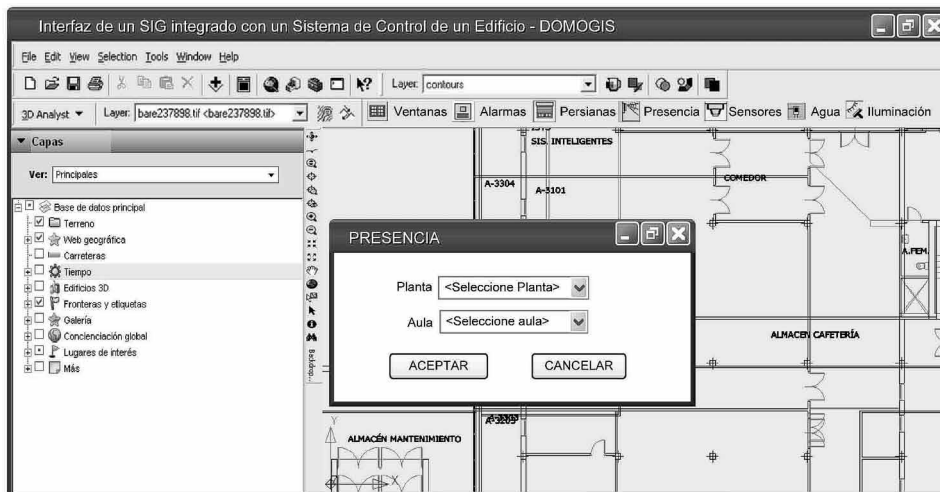 Interfaz de un SIG integrado con un Sistema de Control de un Edificio - DOMOGIS
File Edit View Selection Tools Window Help
Layer: contours
3D Analyst Layer: bare237898.tif <bare237898.tib> Ventanas Alarmas Persianas Presencia Sensores Agua Iluminación
Capas
Ver: Principales
Base de datos principal
Terreno
Web geográfica
Carreteras
Tiempo
Edificios 3D
Fronteras y etiquetas
Galería
Concienciación global
Lugares de interés
Más
Backdrop...
SIS. INTELIGENTES
A-3304
A-3101
COMEDOR
A.FEM.
PRESENCIA
Planta <Seleccione Planta>
Aula <Seleccione aula>
ACEPTAR CANCELAR
ALMACEN CAFETERÍA
ALMACÉN MANTENIMIENTO
Y
X